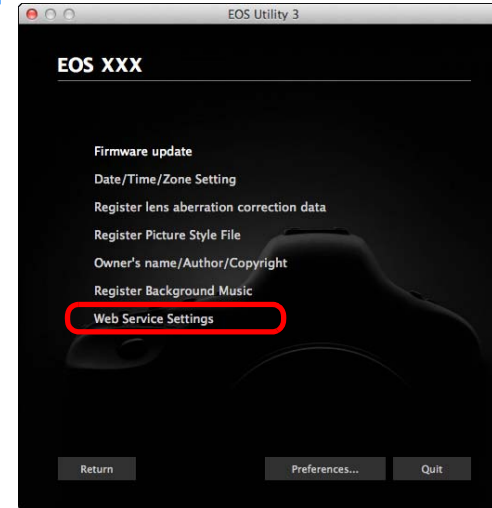 EOS Utility 3
EOS XXX
Firmware update
Date/Time/Zone Setting
Register lens aberration correction data
Register Picture Style File
Owner's name/Author/Copyright
Register Background Music
Web Service Settings
Return Preferences... Quit